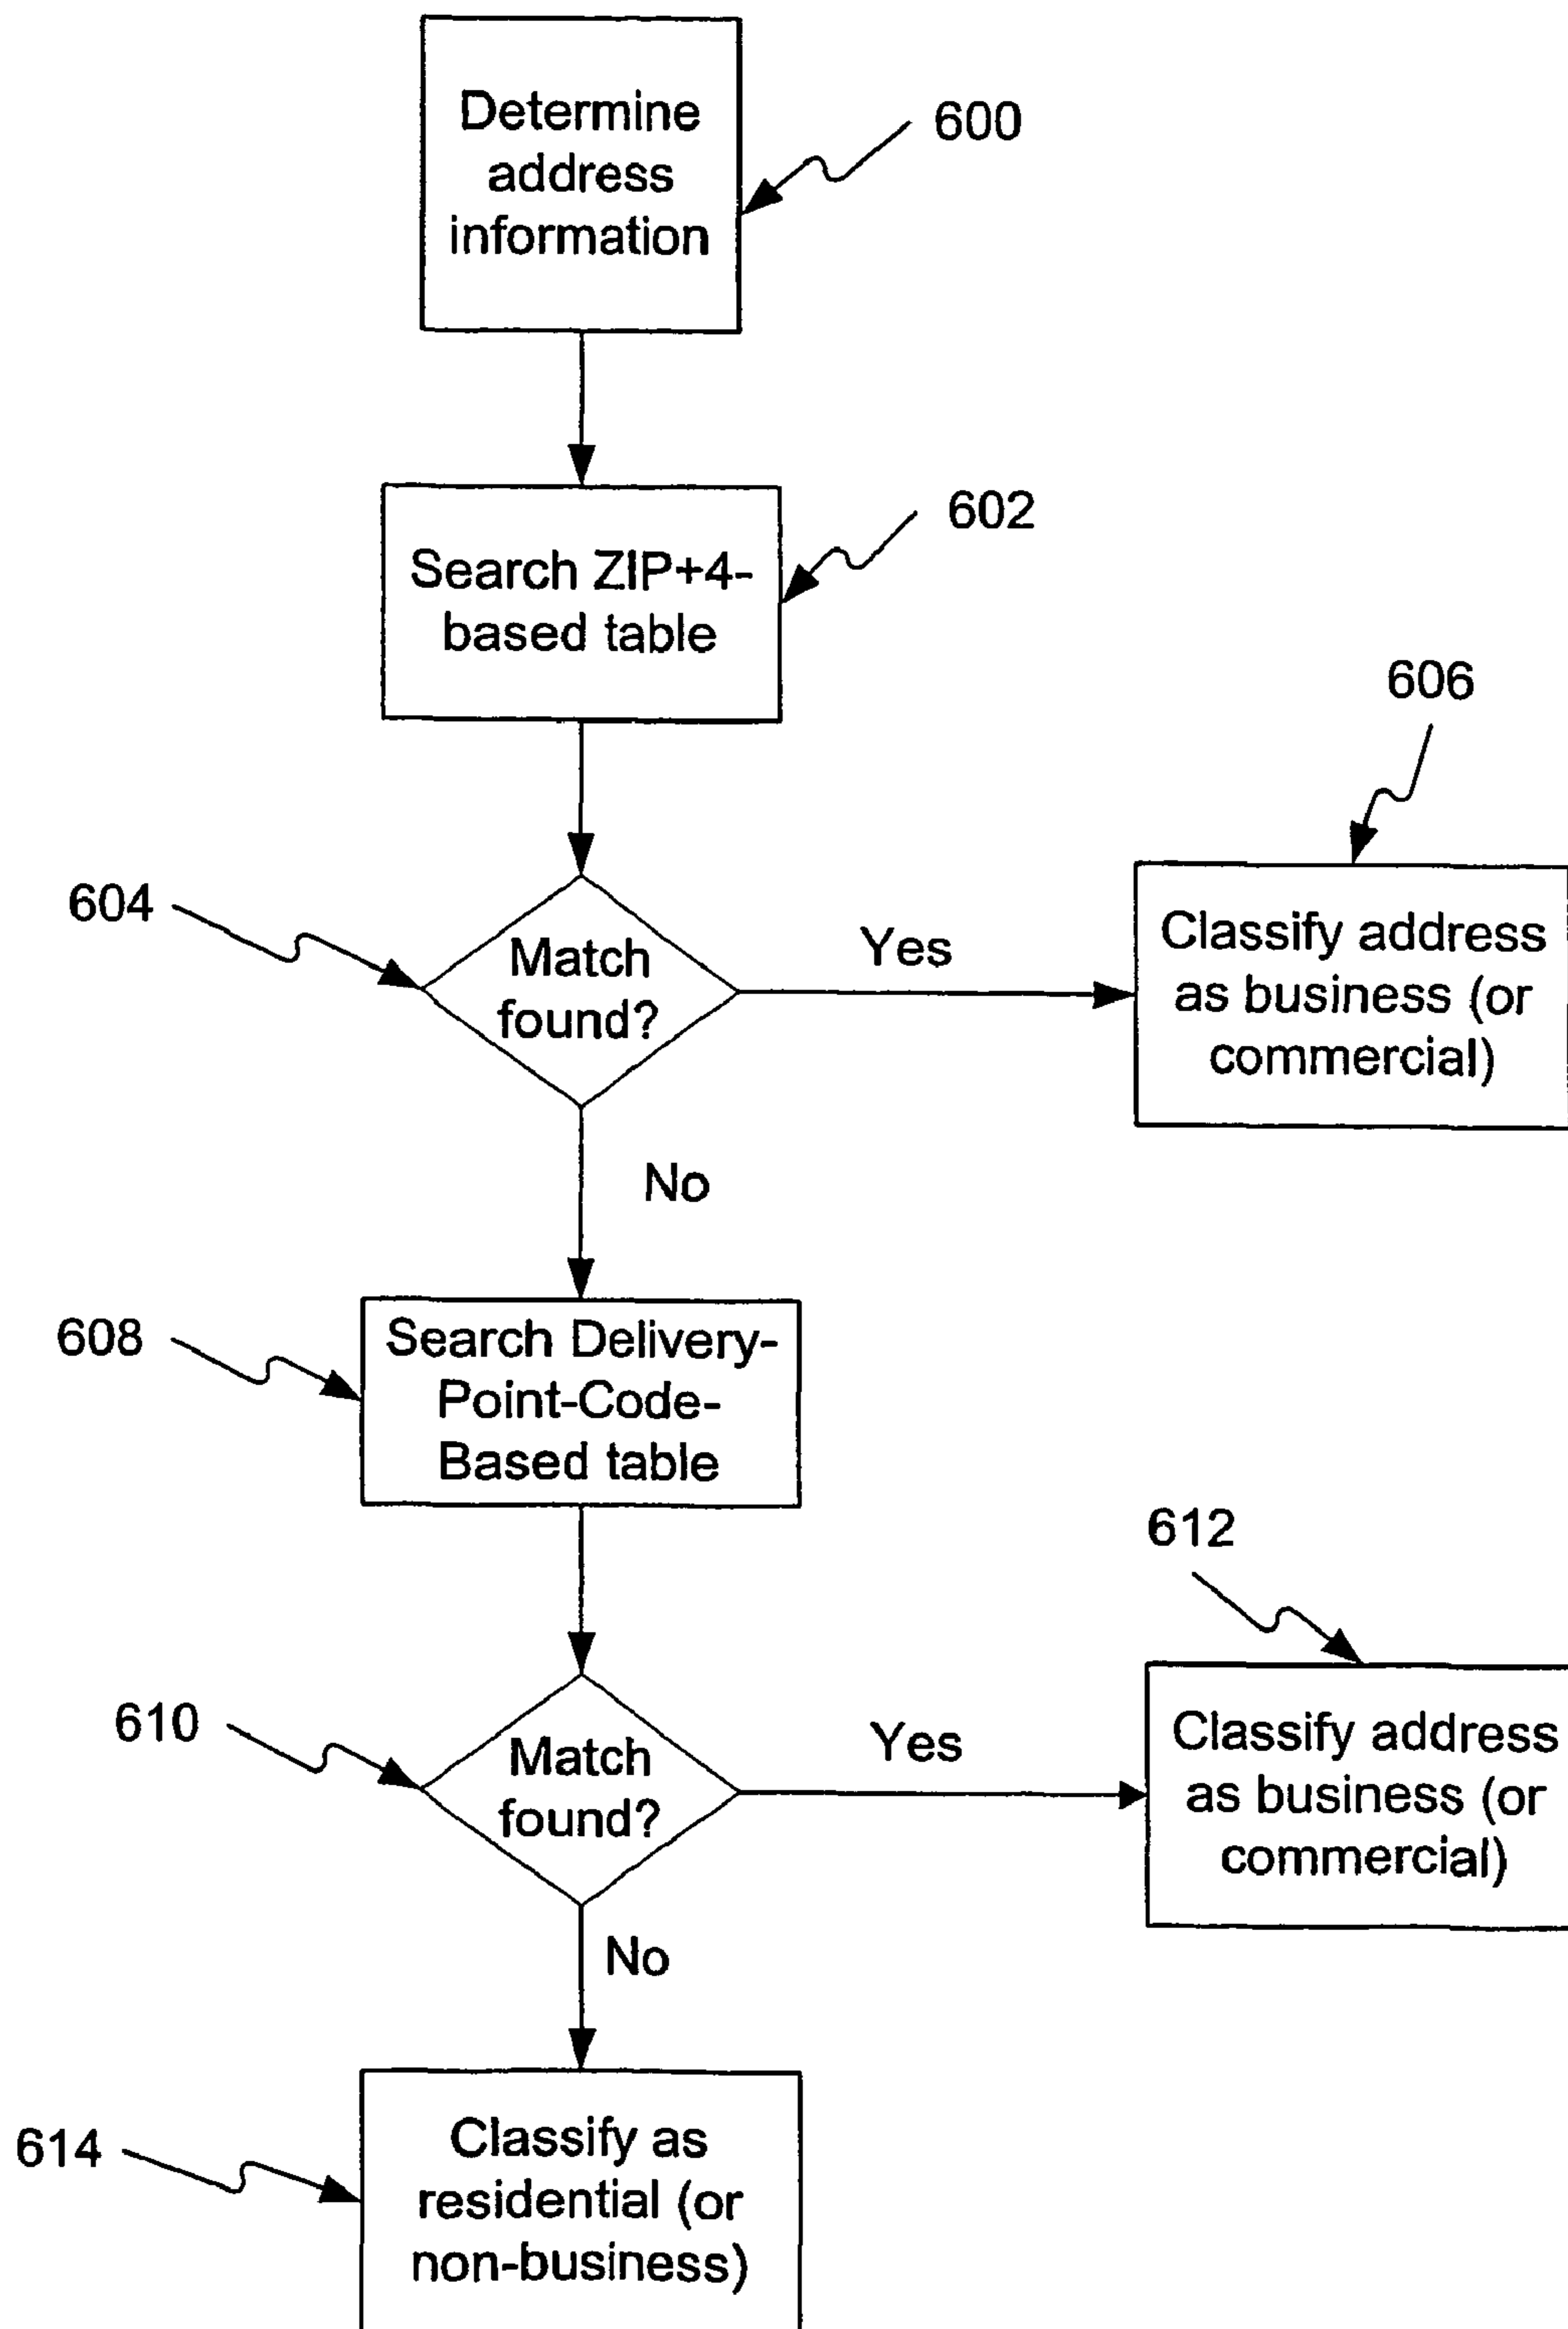 Determine
address
information
600
Search ZIP+4-
based table
602
606
604
Match
found?
Yes
Classify address
as business (or
commercial)
No
608
Search Delivery-
Point-Code-
Based table
612
610
Match
found?
Yes
Classify address
as business (or
commercial)
No
614
Classify as
residential (or
non-business)